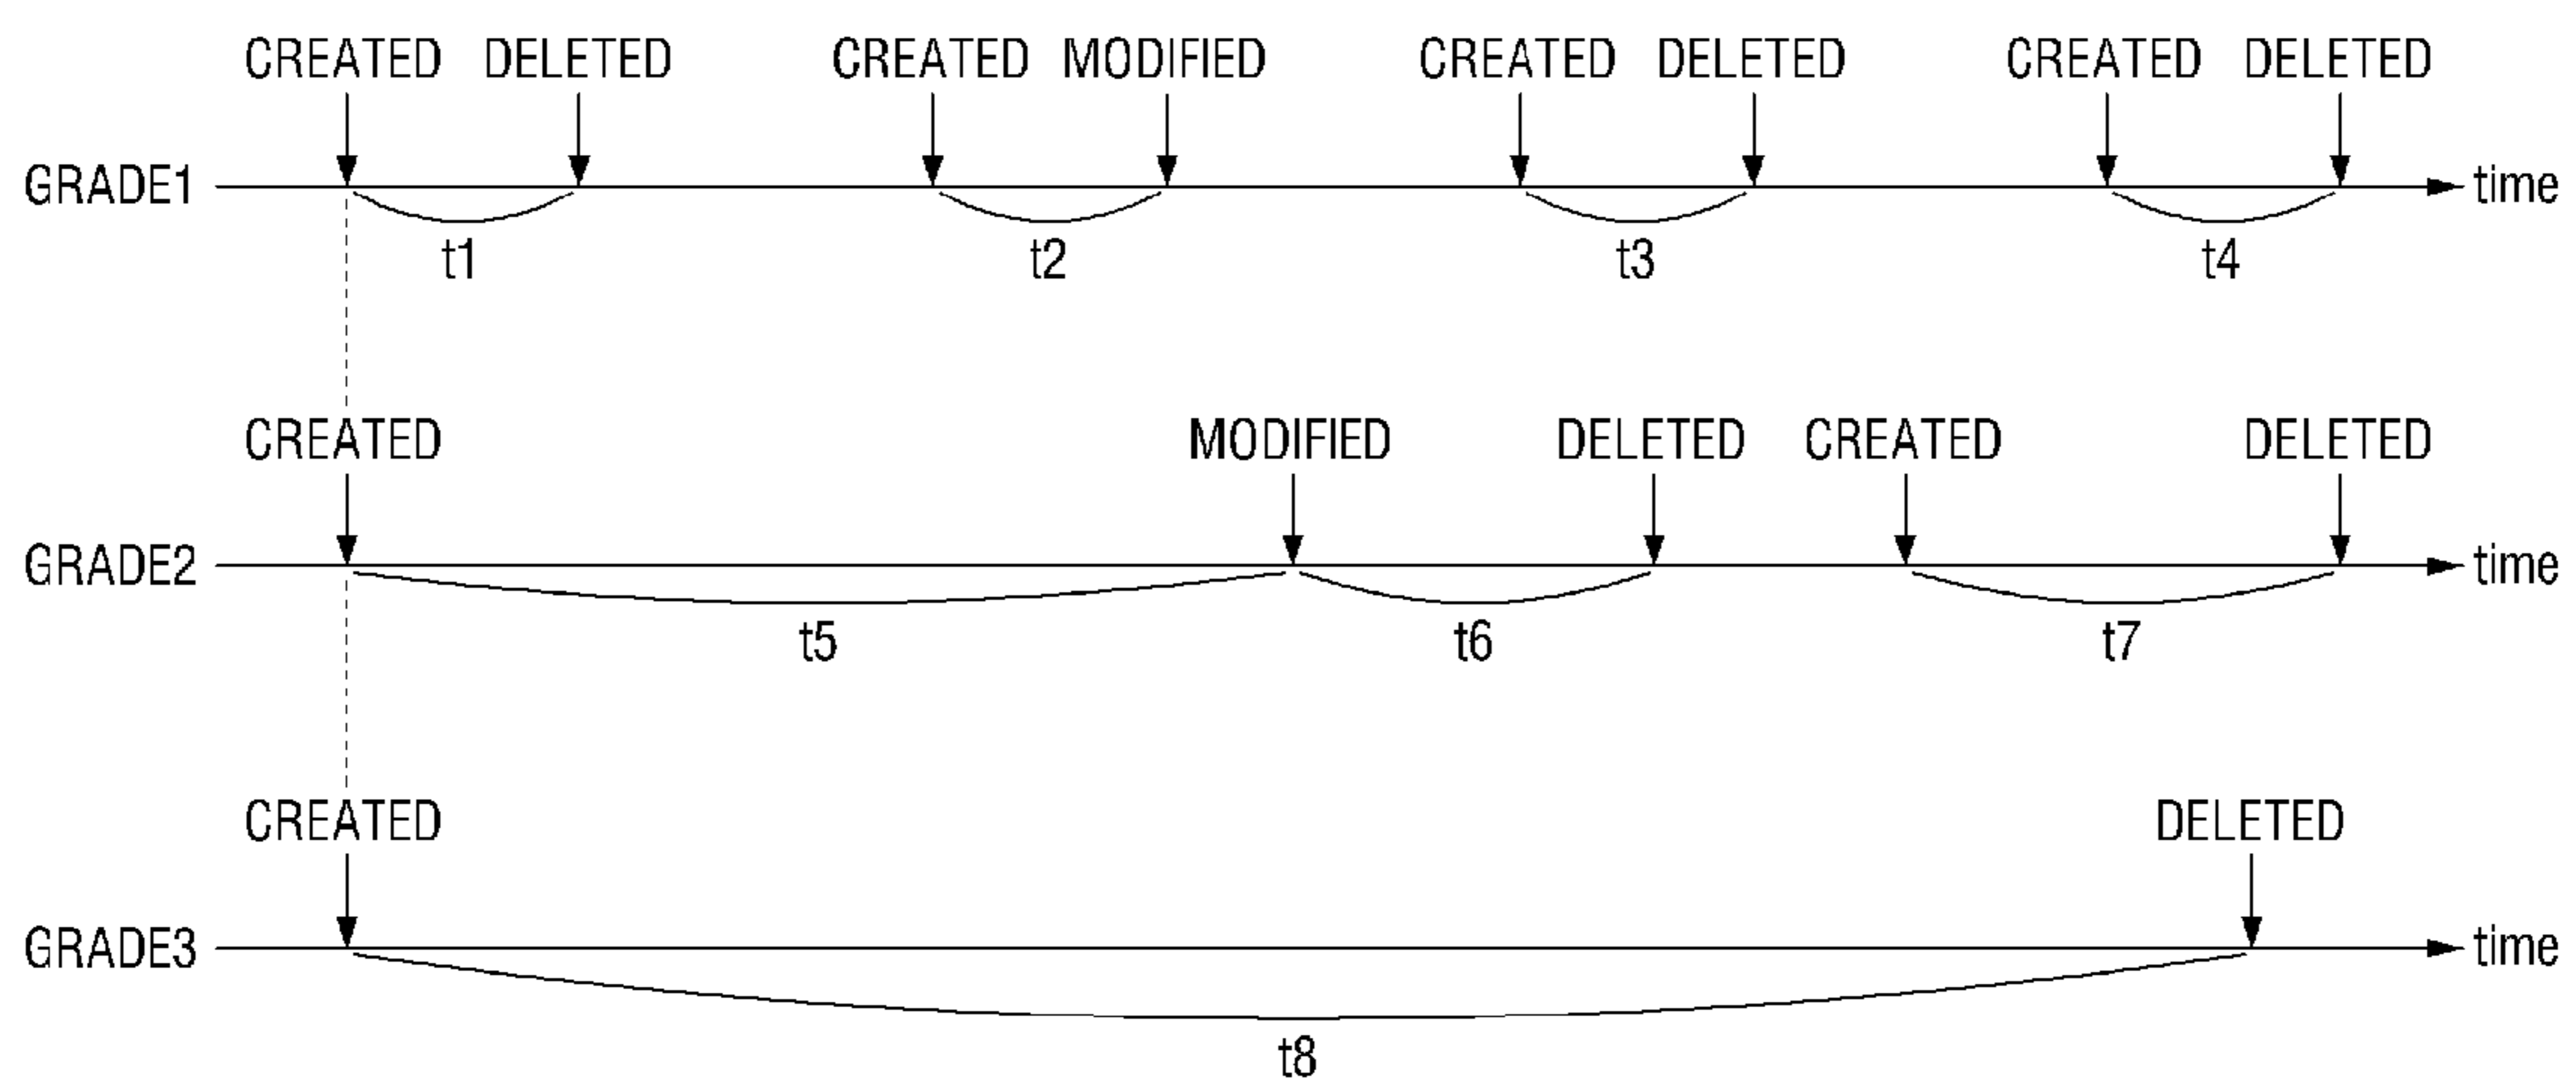 CREATED DELETED CREATED MODIFIED CREATED DELETED CREATED DELETED
GRADE1 time
t1 t2 t3 t4
CREATED MODIFIED DELETED CREATED DELETED
GRADE2 time
t5 t6 t7
CREATED DELETED
GRADE3 time
t8